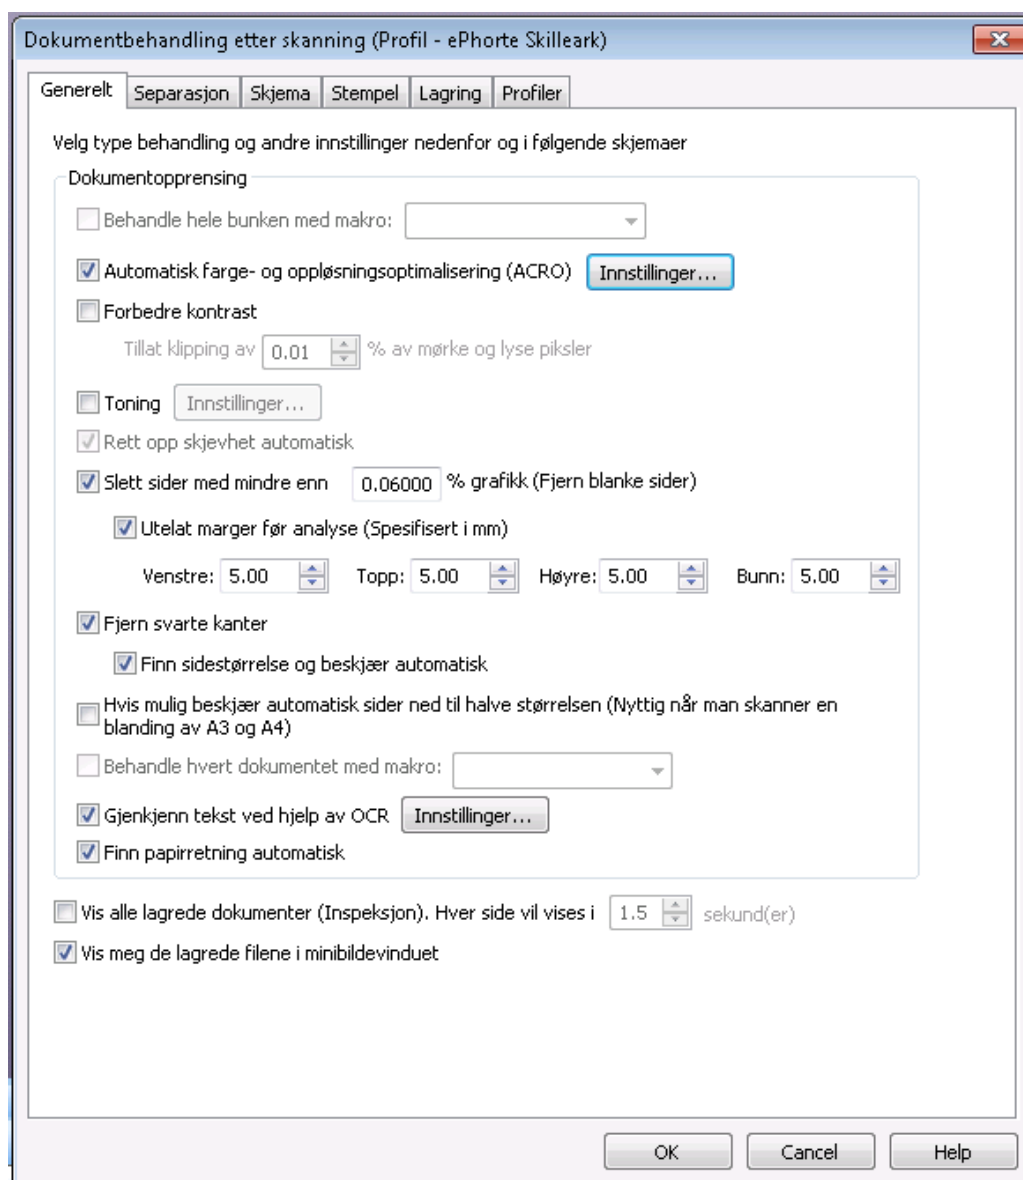 Dokumentbehandling etter skanning (Profil - ePhorte Skilleark)
Generelt Separasjon Skjema Stempel Lagring Profiler
Velg type behandling og andre innstillinger nedenfor og i følgende skjemaer
Dokumentopprensing
Behandle hele bunken med makro:
Automatisk farge- og oppløsningsoptimalisering (ACRO) Innstillinger...
Forbedre kontrast
Tillat klipping av 0.01 % av mørke og lyse piksler
Toning Innstillinger...
Rett opp skjevhet automatisk
Slett sider med mindre enn 0.06000 % grafikk (Fjern blanke sider)
Utelat marger før analyse (Spesifisert i mm)
Venstre: 5.00 Topp: 5.00 Høyre: 5.00 Bunn: 5.00
Fjern svarte kanter
Finn sidestørrelse og beskjær automatisk
Hvis mulig beskjær automatisk sider ned til halve størrelsen (Nyttig når man skanner en
blanding av A3 og A4)
Behandle hvert dokumentet med makro:
Gjenkjenn tekst ved hjelp av OCR Innstillinger...
Finn papirretning automatisk
Vis alle lagrede dokumenter (Inspeksjon). Hver side vil vises i 1.5 sekund(er)
Vis meg de lagrede filene i minibildevinduet
OK Cancel Help